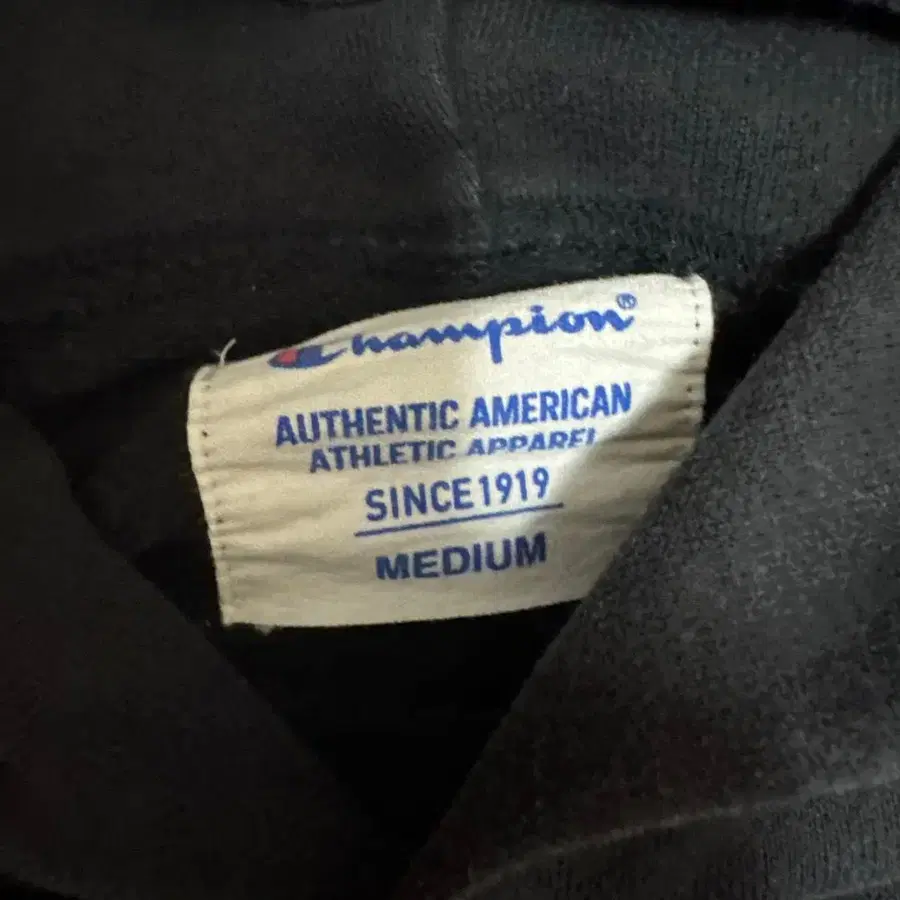 Champion®
AUTHENTIC AMERICAN
ATHLETIC APPAREL
SINCE 1919
MEDIUM